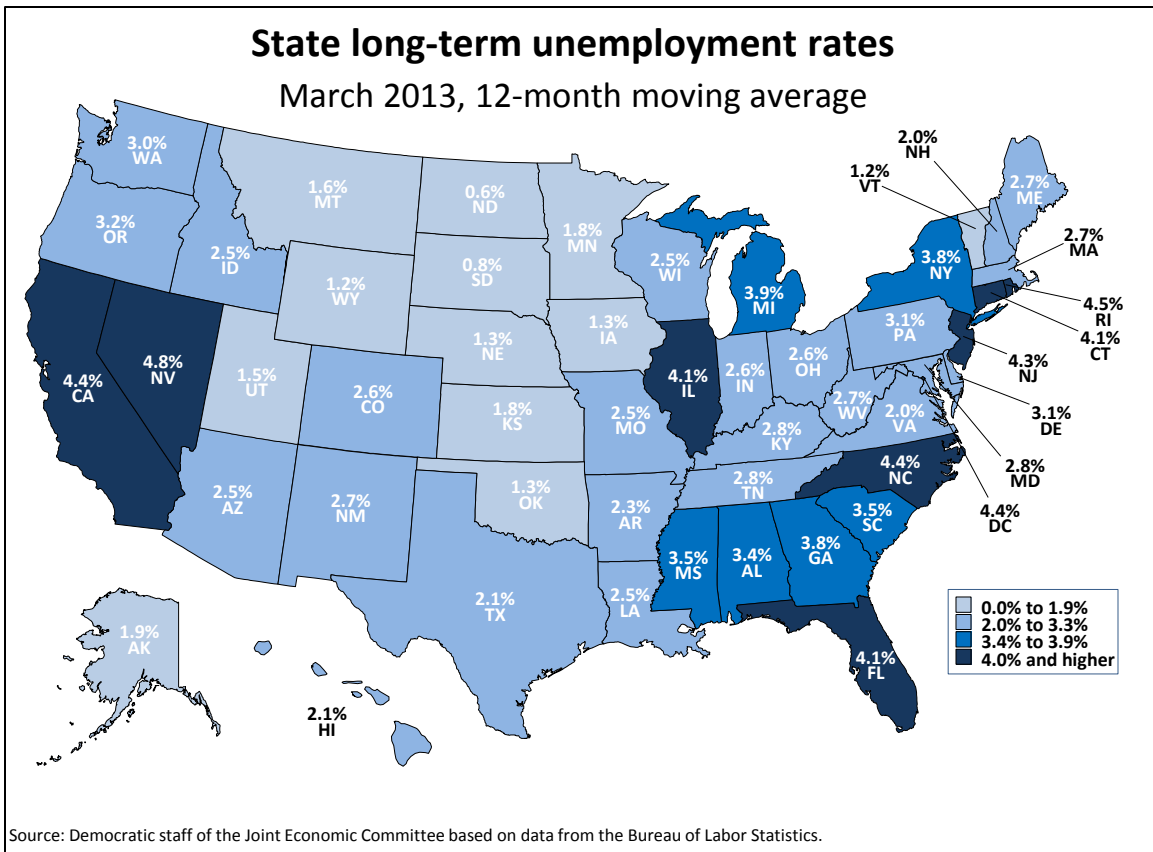 State long-term unemployment rates
March 2013, 12-month moving average
3.0%
WA
3.2%
OR
2.5%
ID
1.6%
MT
0.6%
ND
1.8%
MN
0.8%
SD
1.2%
WY
2.5%
WI
3.9%
MI
2.0%
NH
1.2%
VT
2.7%
ME
2.7%
MA
3.8%
NY
4.5%
RI
4.1%
CT
4.3%
NJ
3.1%
PA
3.1%
DE
2.8%
MD
4.4%
DC
4.4%
CA
4.8%
NV
1.5%
UT
2.6%
CO
1.3%
NE
1.3%
IA
1.8%
KS
2.5%
MO
4.1%
IL
2.6%
IN
2.6%
OH
2.7%
WV
2.0%
VA
2.8%
KY
2.8%
TN
4.4%
NC
2.5%
AZ
2.7%
NM
1.3%
OK
2.3%
AR
3.5%
SC
3.5%
MS
3.4%
AL
3.8%
GA
2.1%
TX
2.5%
LA
4.1%
FL
1.9%
AK
2.1%
HI
0.0% to 1.9%
2.0% to 3.3%
3.4% to 3.9%
4.0% and higher
Source: Democratic staff of the Joint Economic Committee based on data from the Bureau of Labor Statistics.